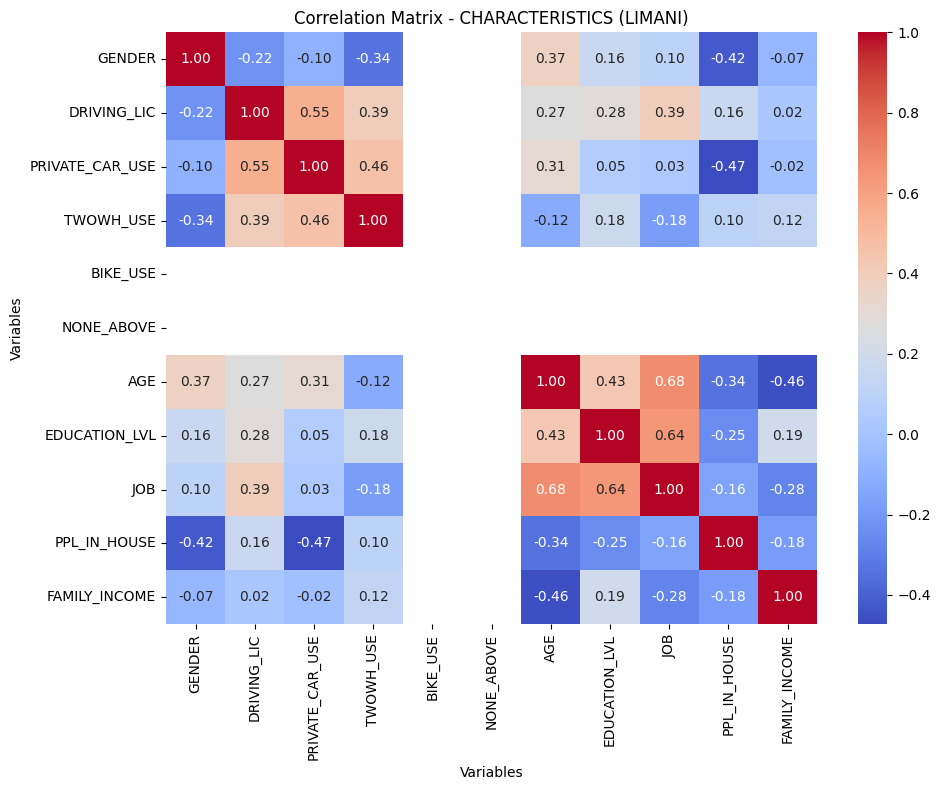 Correlation Matrix - CHARACTERISTICS (LIMANI)
GENDER 1.00 -0.22 -0.10 -0.34 0.37 0.16 0.10 -0.42 -0.07
DRIVING_LIC -0.22 1.00 0.55 0.39 0.27 0.28 0.39 0.16 0.02
PRIVATE_CAR_USE -0.10 0.55 1.00 0.46 0.31 0.05 0.03 -0.47 -0.02
TWOWH_USE -0.34 0.39 0.46 1.00 -0.12 0.18 -0.18 0.10 0.12
BIKE_USE
NONE_ABOVE
AGE 0.37 0.27 0.31 -0.12 1.00 0.43 0.68 -0.34 -0.46
EDUCATION_LVL 0.16 0.28 0.05 0.18 0.43 1.00 0.64 -0.25 0.19
JOB 0.10 0.39 0.03 -0.18 0.68 0.64 1.00 -0.16 -0.28
PPL_IN_HOUSE -0.42 0.16 -0.47 0.10 -0.34 -0.25 -0.16 1.00 -0.18
FAMILY_INCOME -0.07 0.02 -0.02 0.12 -0.46 0.19 -0.28 -0.18 1.00
Variables
GENDER DRIVING_LIC PRIVATE_CAR_USE TWOWH_USE BIKE_USE NONE_ABOVE AGE EDUCATION_LVL JOB PPL_IN_HOUSE FAMILY_INCOME
Variables
1.0
0.8
0.6
0.4
0.2
0.0
−0.2
−0.4